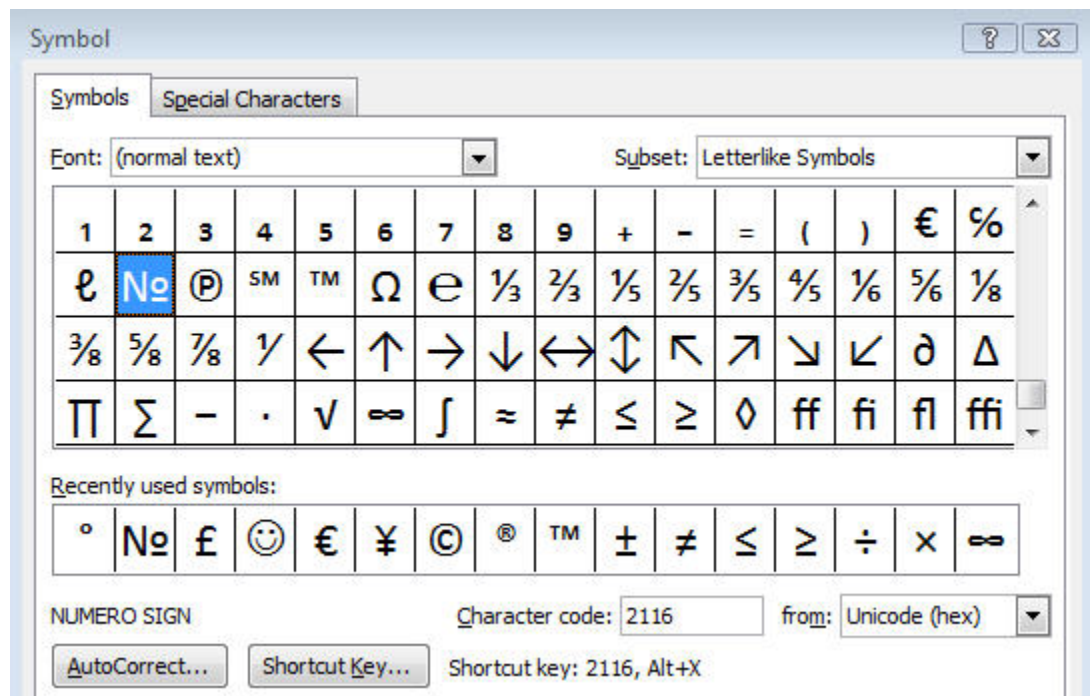 Symbol
Symbols Special Characters
Font: (normal text) Subset: Letterlike Symbols
1 2 3 4 5 6 7 8 9 + − = ( ) € ℅
ℓ № ℗ ℠ ™ Ω ℮ ⅓ ⅔ ⅕ ⅖ ⅗ ⅘ ⅙ ⅚ ⅛
⅜ ⅝ ⅞ ⅟ ← ↑ → ↓ ↔ ↕ ↖ ↗ ↘ ↙ ∂ ∆
∏ ∑ − ∙ √ ∞ ∫ ≈ ≠ ≤ ≥ ◊ ff fi fl ffi
Recently used symbols:
° № £ ☺ € ¥ © ® ™ ± ≠ ≤ ≥ ÷ × ∞
NUMERO SIGN Character code: 2116 from: Unicode (hex)
AutoCorrect... Shortcut Key... Shortcut key: 2116, Alt+X